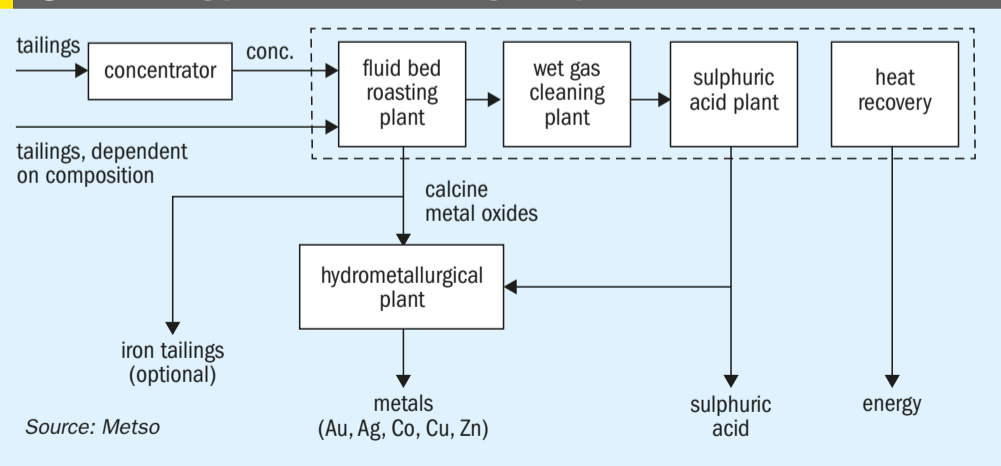 tailings
concentrator
conc.
fluid bed
roasting
plant
wet gas
cleaning
plant
sulphuric
acid plant
heat
recovery
tailings, dependent
on composition
calcine
metal oxides
hydrometallurgical
plant
iron tailings
(optional)
metals
(Au, Ag, Co, Cu, Zn)
sulphuric
acid
energy
Source: Metso